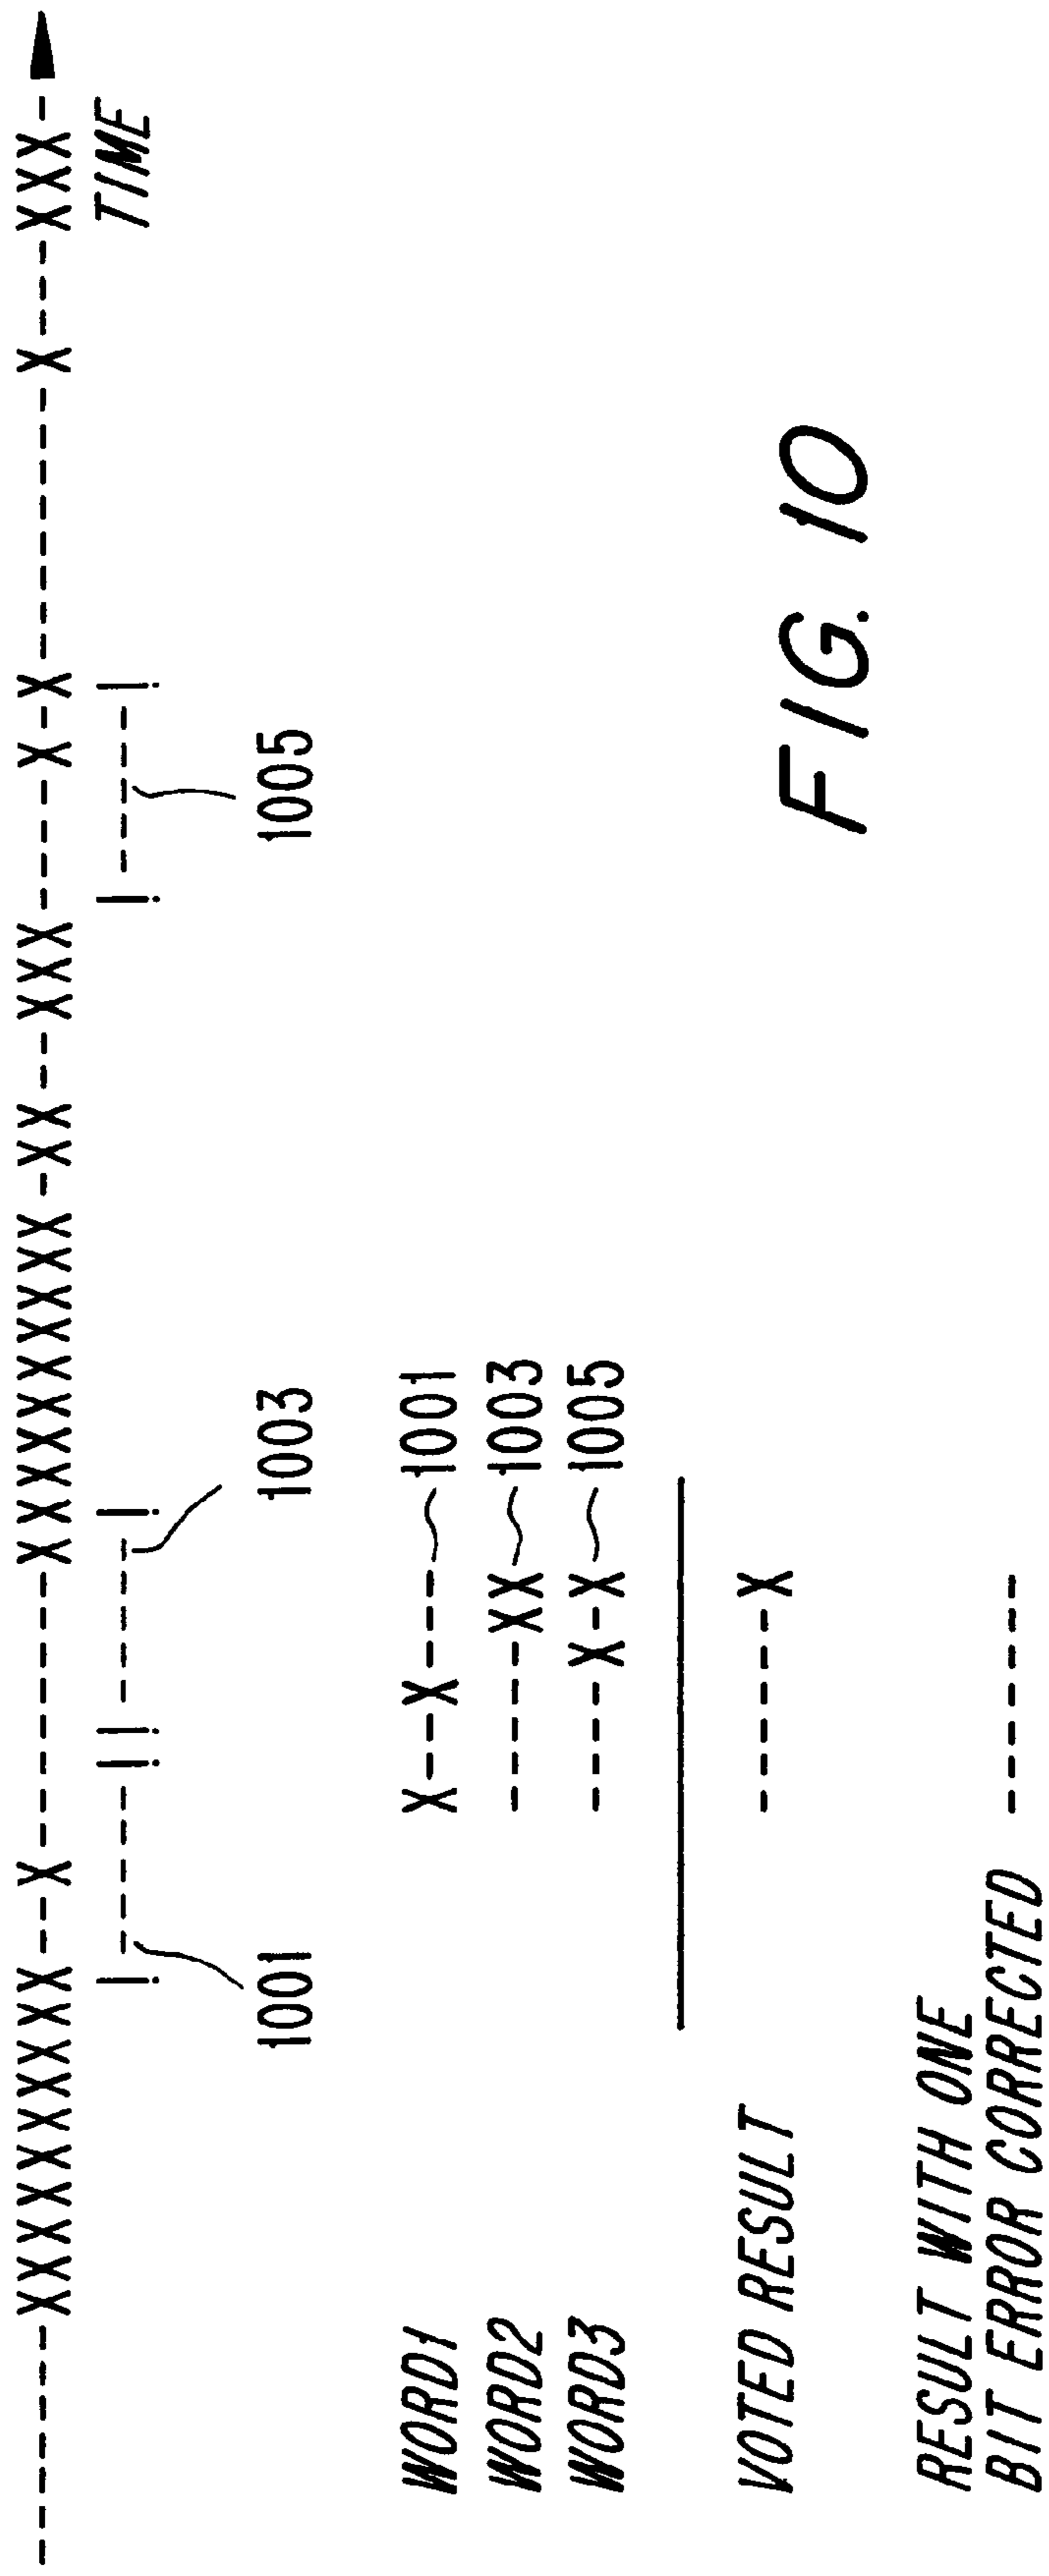 -------XXXXXXXXXX--X--------XXXXXXXXXX-XX--XXX----X-X--------X---XXX-
TIME
1001
1003
1005
WORD1 X--X--- 1001
WORD2 -----XX 1003
WORD3 ----X-X 1005
VOTED RESULT ------X
RESULT WITH ONE
BIT ERROR CORRECTED -------
FIG. 10